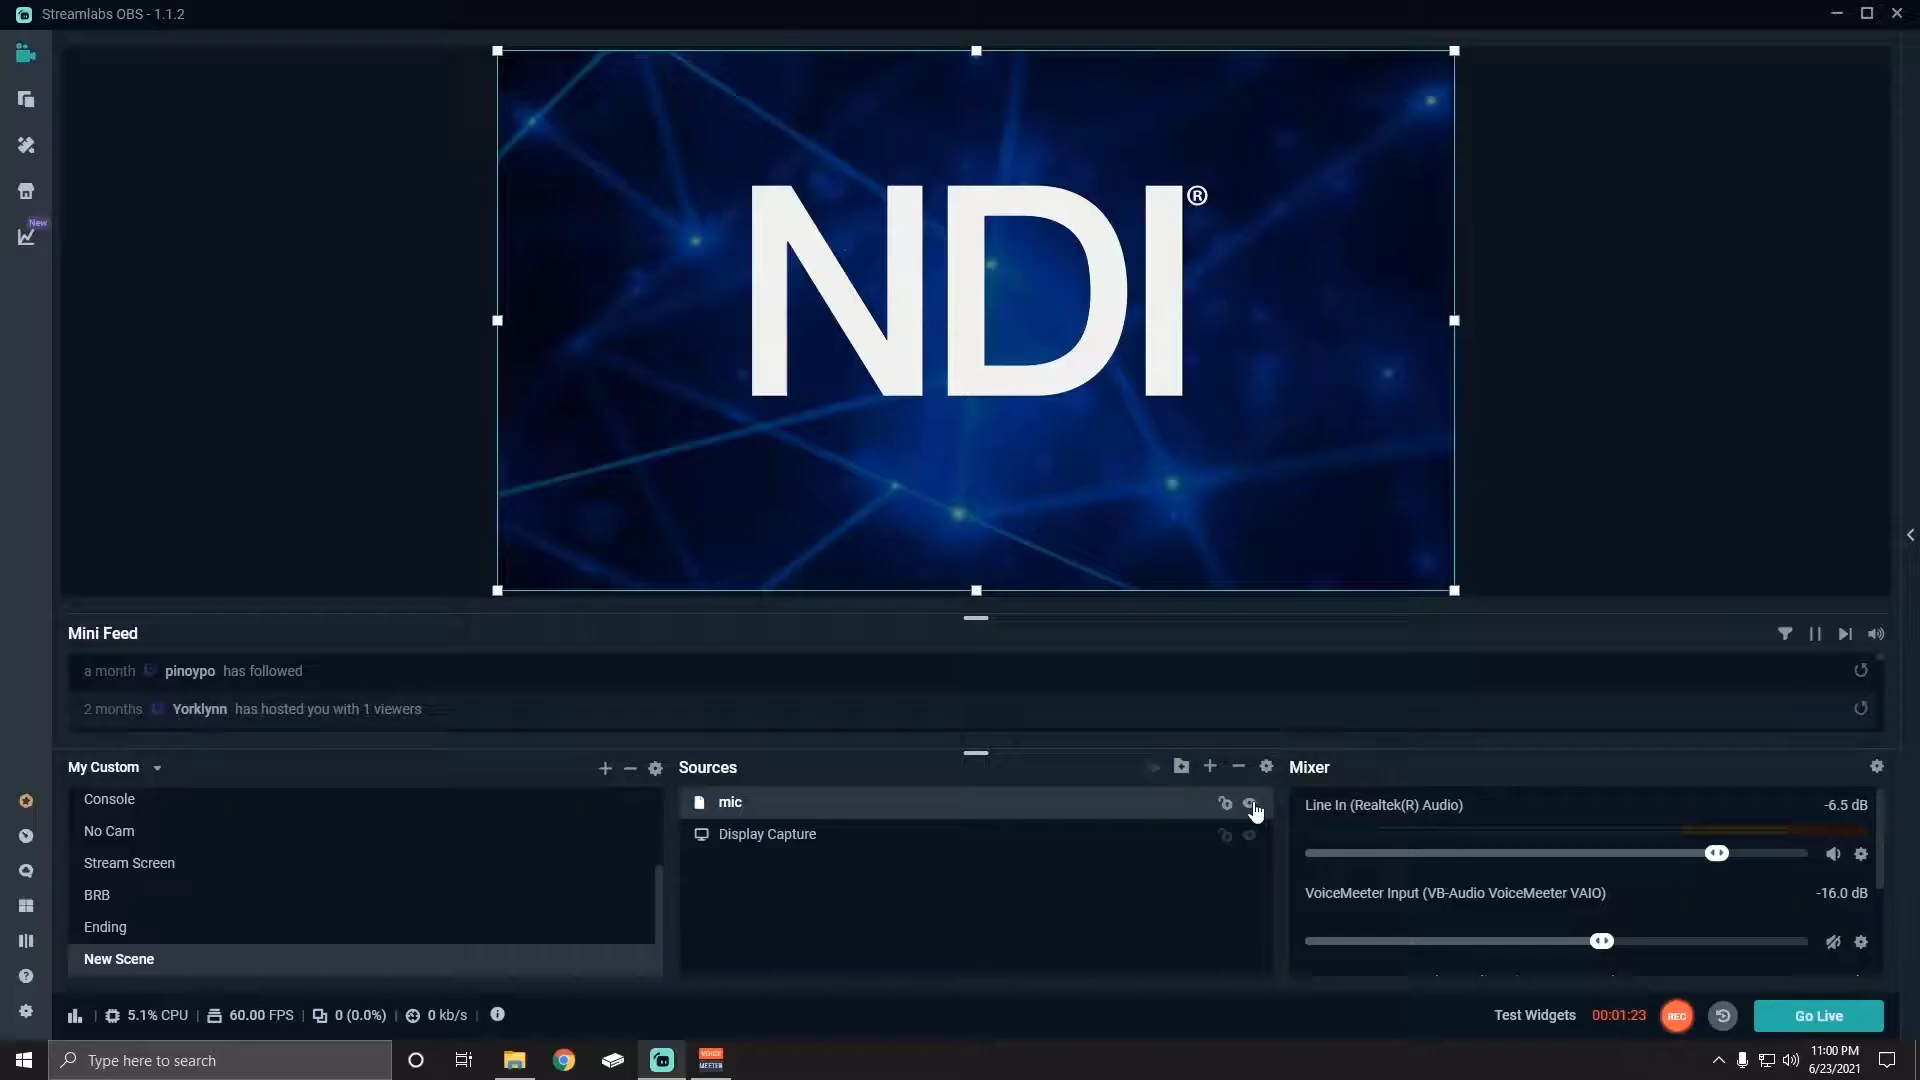 Streamlabs OBS - 1.1.2
New
NDI®
Mini Feed
a month pinoypo has followed
2 months Yorklynn has hosted you with 1 viewers
My Custom
Console
No Cam
Stream Screen
BRB
Ending
New Scene
Sources
mic
Display Capture
Mixer
Line In (Realtek(R) Audio) -6.5 dB
VoiceMeeter Input (VB-Audio VoiceMeeter VAIO) -16.0 dB
5.1% CPU | 60.00 FPS | 0 (0.0%) | 0 kb/s |
Test Widgets 00:01:23 REC Go Live
Type here to search
VOICE
MEETER
11:00 PM
6/23/2021